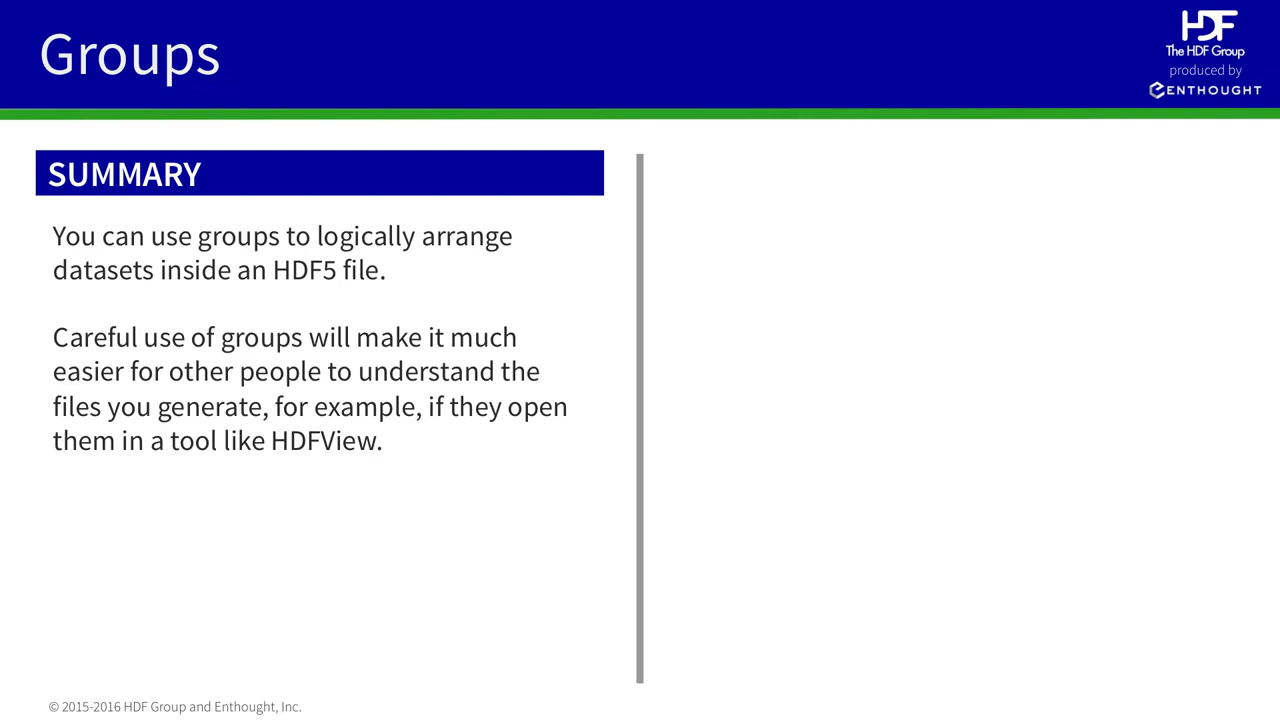 Groups
HDF
The HDF Group
produced by
ENTHOUGHT
SUMMARY
You can use groups to logically arrange
datasets inside an HDF5 file.
Careful use of groups will make it much
easier for other people to understand the
files you generate, for example, if they open
them in a tool like HDFView.
© 2015-2016 HDF Group and Enthought, Inc.